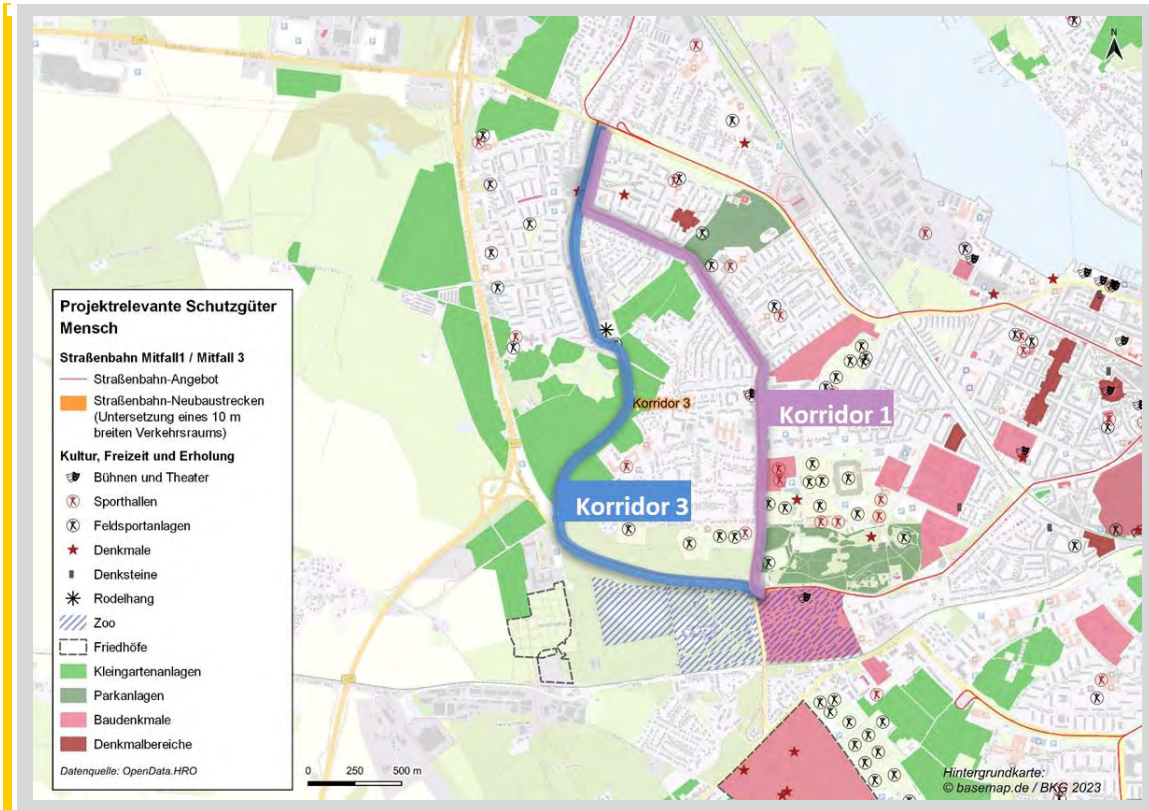 N
Korridor 3
Korridor 1
Korridor 3
Projektrelevante Schutzgüter
Mensch
Straßenbahn Mitfall1 / Mitfall 3
Straßenbahn-Angebot
Straßenbahn-Neubaustrecken
(Untersetzung eines 10 m
breiten Verkehrsraums)
Kultur, Freizeit und Erholung
Bühnen und Theater
Sporthallen
Feldsportanlagen
Denkmale
Denksteine
Rodelhang
Zoo
Friedhöfe
Kleingartenanlagen
Parkanlagen
Baudenkmale
Denkmalbereiche
Datenquelle: OpenData.HRO
0 250 500 m
Hintergrundkarte:
© basemap.de / BKG 2023